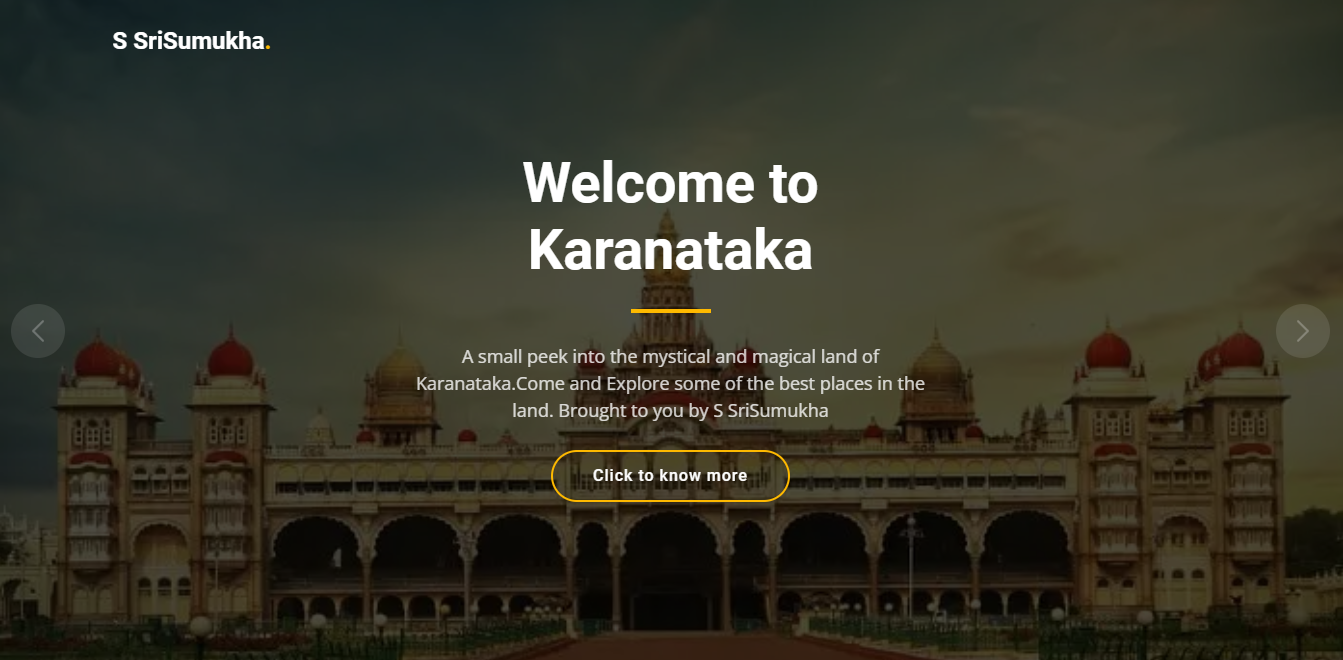 S SriSumukha.
Welcome to
Karanataka
A small peek into the mystical and magical land of
Karanataka.Come and Explore some of the best places in the
land. Brought to you by S SriSumukha
Click to know more